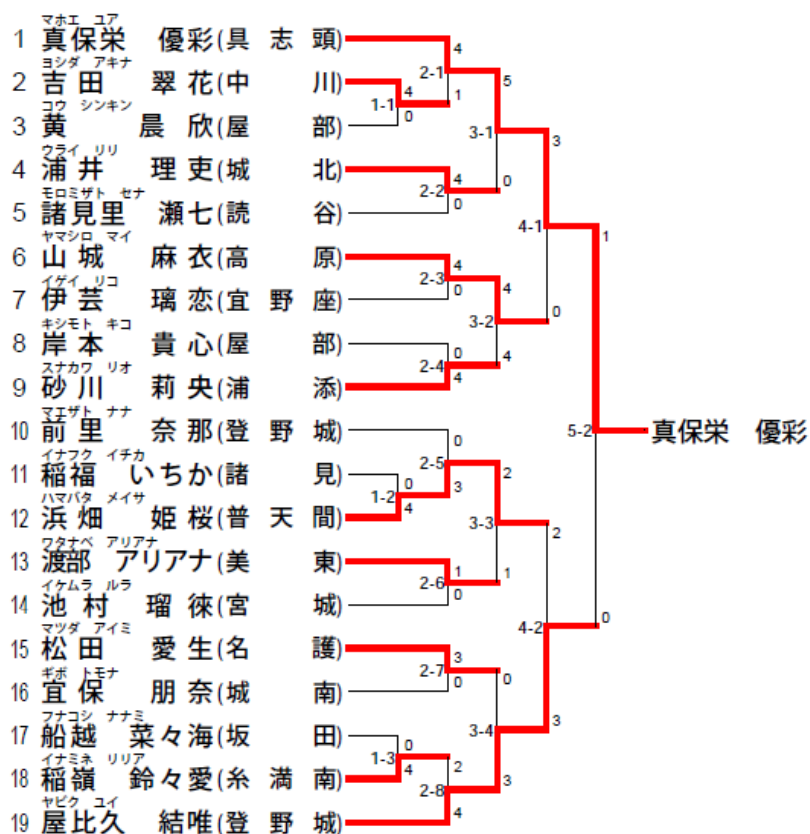 マホエ ユア
1 真保栄 優彩(具志頭)
ヨシダ アキナ
2 吉田 翠花(中川)
コウ シンキン
3 黄 晨欣(屋部)
ウライ リリ
4 浦井 理吏(城北)
モロミザト セナ
5 諸見里 瀬七(読谷)
ヤマシロ マイ
6 山城 麻衣(高原)
イゲイ リコ
7 伊芸 璃恋(宜野座)
キシモト キコ
8 岸本 貴心(屋部)
スナカワ リオ
9 砂川 莉央(浦添)
マエザト ナナ
10 前里 奈那(登野城)
イナフク イチカ
11 稲福 いちか(諸見)
ハマバタ メイサ
12 浜畑 姫桜(普天間)
ワタナベ アリアナ
13 渡部 アリアナ(美東)
イケムラ ルラ
14 池村 瑠徠(宮城)
マツダ アイミ
15 松田 愛生(名護)
ギボ トモナ
16 宜保 朋奈(城南)
フナコシ ナナミ
17 船越 菜々海(坂田)
イナミネ リリア
18 稲嶺 鈴々愛(糸満南)
ヤビク ユイ
19 屋比久 結唯(登野城)
1-1 4 0
1-2 0 4
1-3 0 4
2-1 4 1
2-2 4 0
2-3 4 0
2-4 0 4
2-5 0 3
2-6 1 0
2-7 3 0
2-8 2 4
3-1 5 0
3-2 4 4
3-3 2 1
3-4 0 3
4-1 3 0
4-2 2 3
5-2 1 0
真保栄 優彩